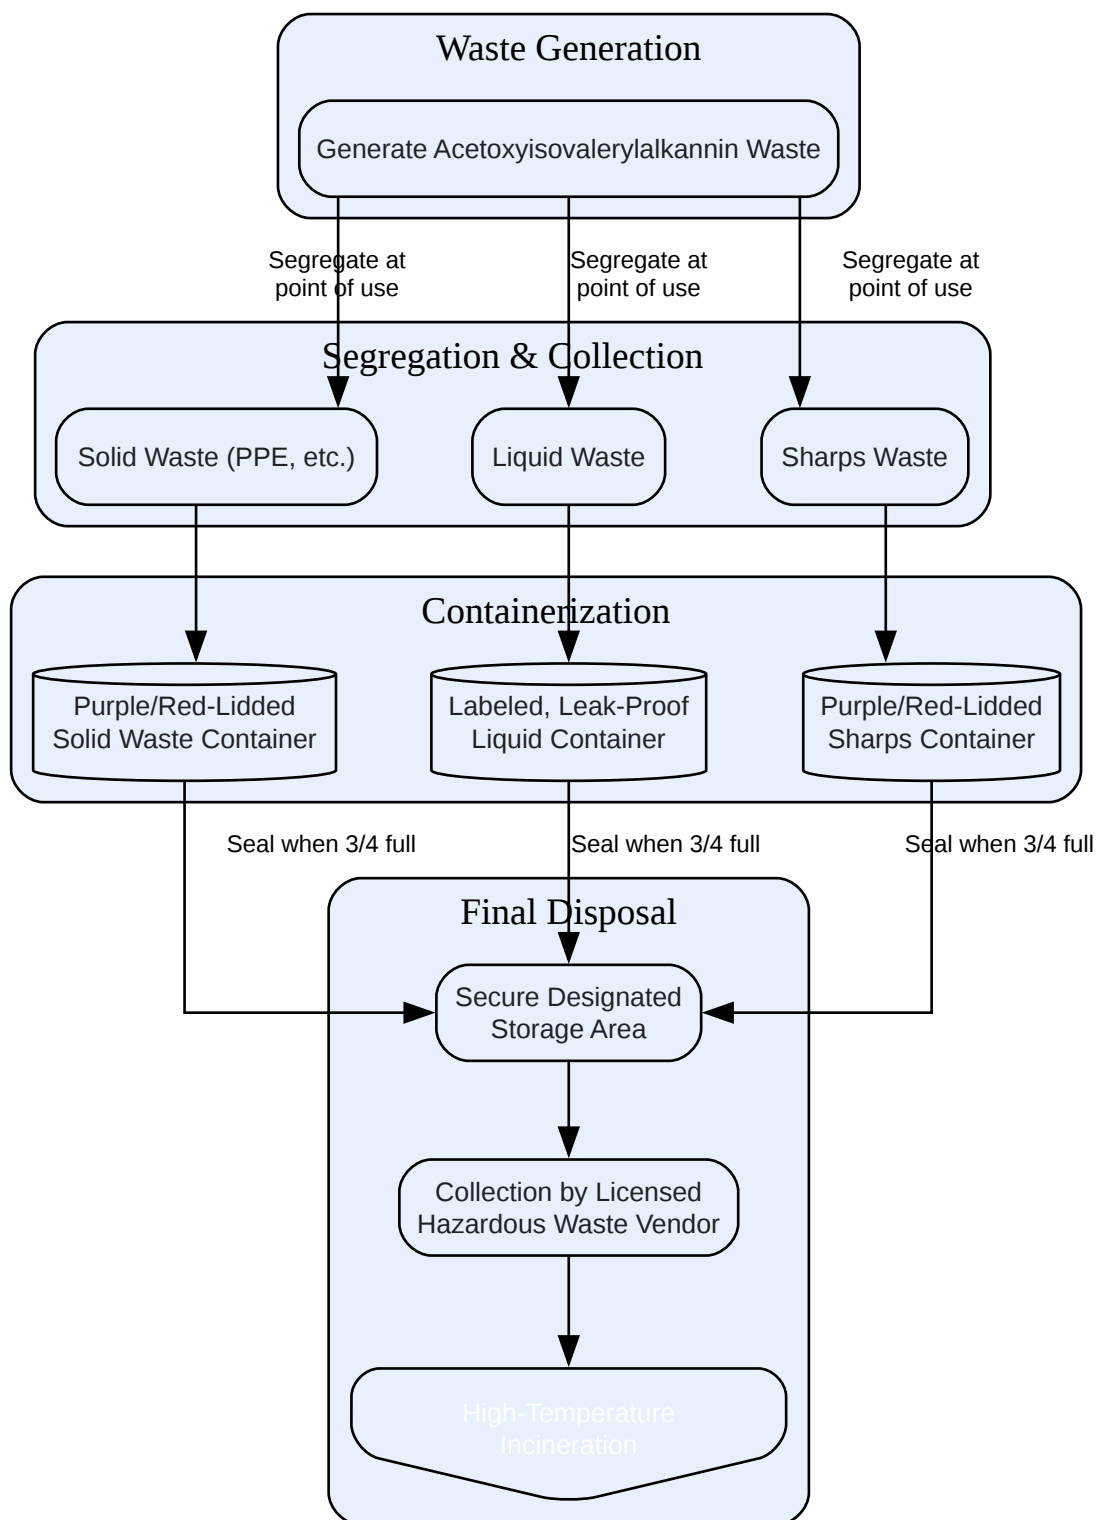 Waste Generation
Generate Acetoxyisovalerylalkannin Waste
Segregate at
point of use
Segregate at
point of use
Segregate at
point of use
Segregation & Collection
Solid Waste (PPE, etc.)
Liquid Waste
Sharps Waste
Containerization
Purple/Red-Lidded
Solid Waste Container
Labeled, Leak-Proof
Liquid Container
Purple/Red-Lidded
Sharps Container
Seal when 3/4 full
Seal when 3/4 full
Seal when 3/4 full
Final Disposal
Secure Designated
Storage Area
Collection by Licensed
Hazardous Waste Vendor
High-Temperature
Incineration